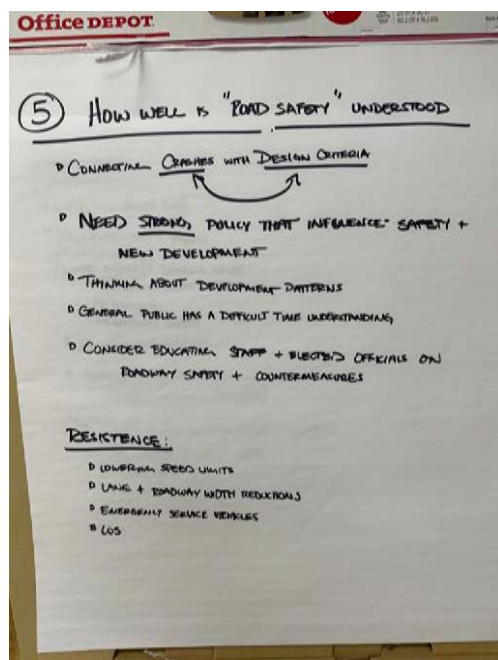 Office DEPOT
5 HOW WELL IS "ROAD SAFETY" UNDERSTOOD
CONNECTING CRASHES WITH DESIGN CRITERIA
NEED STRONG, POLICY THAT INFLUENCE SAFETY +
NEW DEVELOPMENT
THINKING ABOUT DEVELOPMENT PATTERNS
GENERAL PUBLIC HAS A DIFFICULT TIME UNDERSTANDING
CONSIDER EDUCATING STAFF + ELECTED OFFICIALS ON
ROADWAY SAFETY + COUNTERMEASURES
RESISTENCE:
LOWERING SPEED LIMITS
LANE + ROADWAY WIDTH REDUCTIONS
EMERGENCY SERVICE VEHICLES
LOS